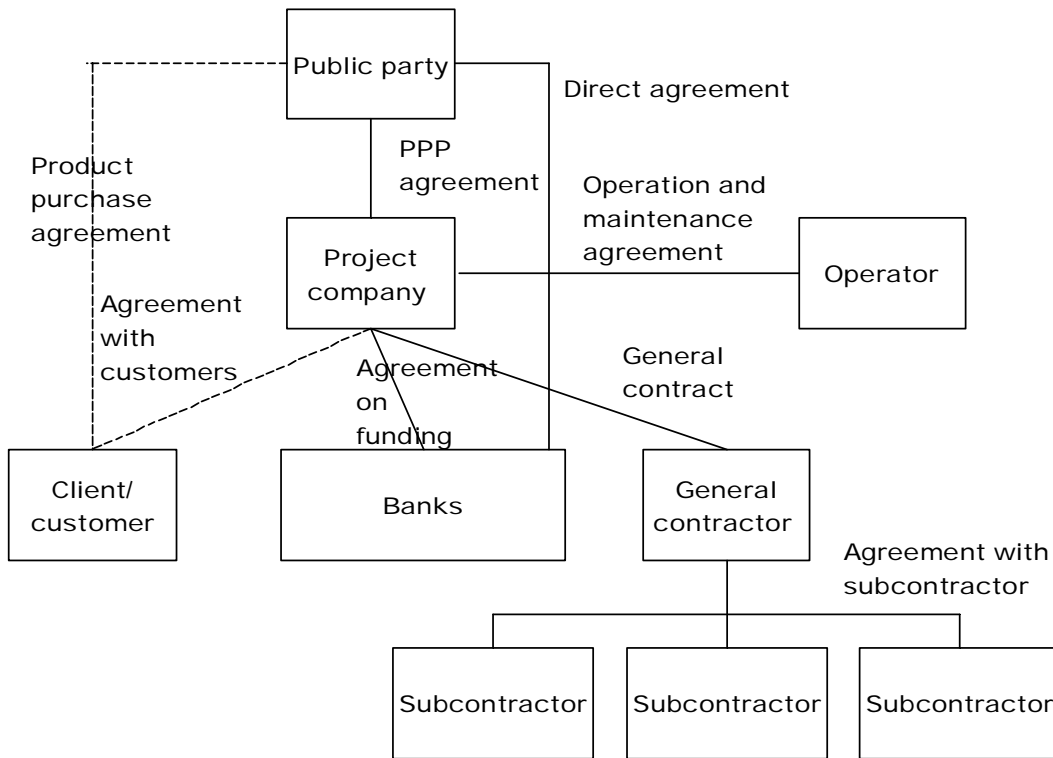 Public party
Direct agreement
Product
purchase
agreement
PPP
agreement
Operation and
maintenance
agreement
Project
company
Operator
Agreement
with
customers
Agreement
on
funding
General
contract
Client/
customer
Banks
General
contractor
Agreement with
subcontractor
Subcontractor
Subcontractor
Subcontractor